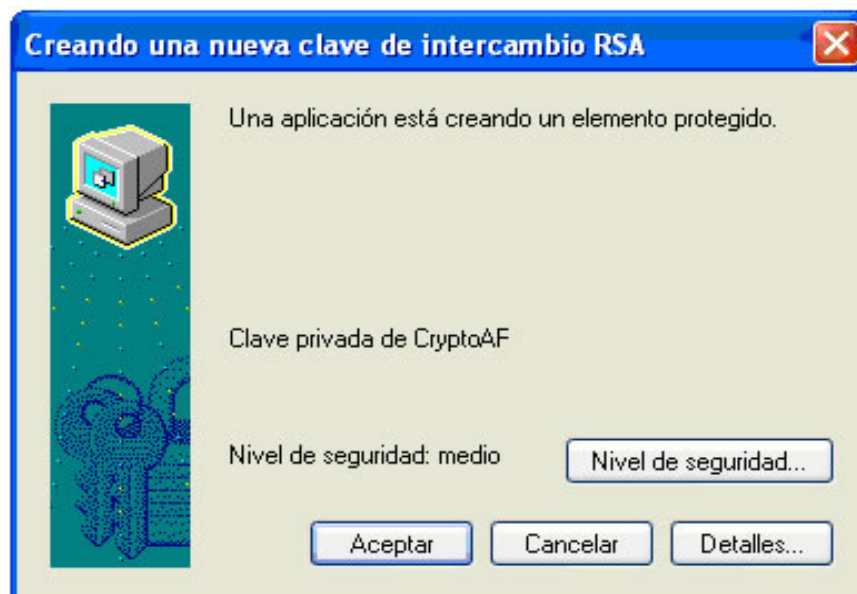 Creando una nueva clave de intercambio RSA
Una aplicación está creando un elemento protegido.
Clave privada de CryptoAF
Nivel de seguridad: medio
Nivel de seguridad...
Aceptar
Cancelar
Detalles...